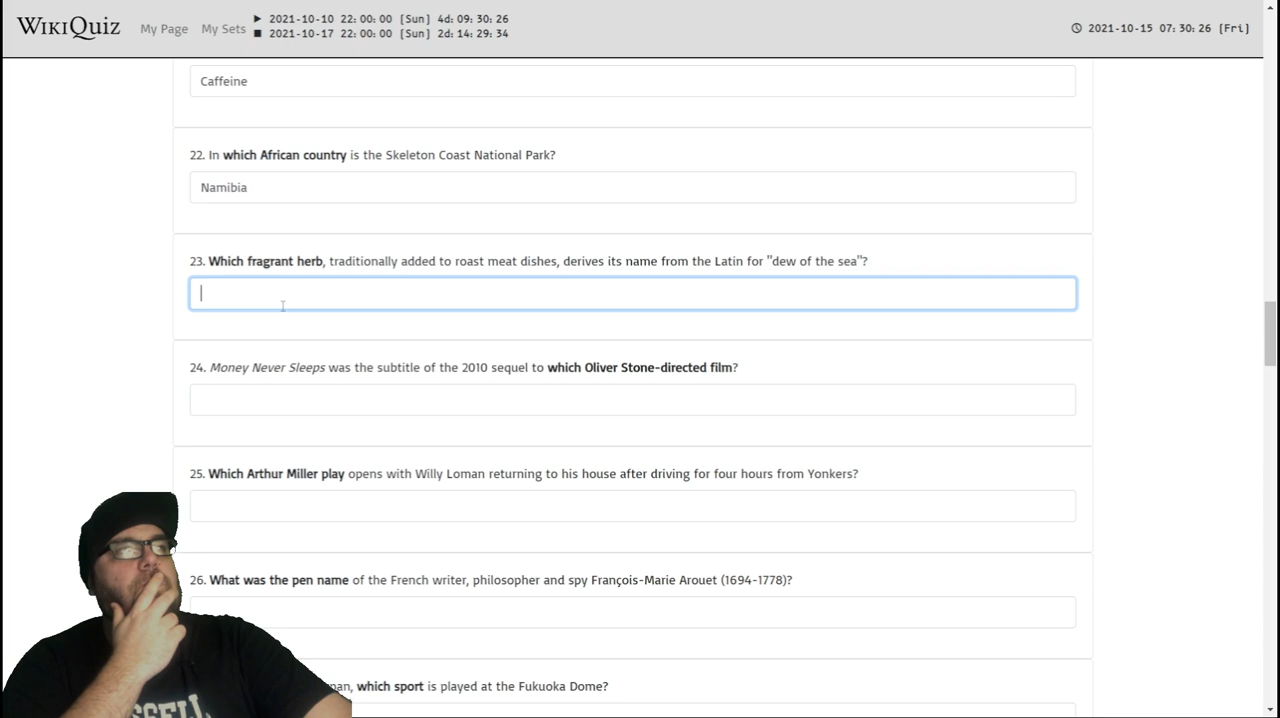 WikiQuiz
My Page My Sets
▶ 2021-10-10 22:00:00 [Sun] 4d:09:30:26
■ 2021-10-17 22:00:00 [Sun] 2d:14:29:34
2021-10-15 07:30:26 [Fri]
Caffeine
22. In which African country is the Skeleton Coast National Park?
Namibia
23. Which fragrant herb, traditionally added to roast meat dishes, derives its name from the Latin for "dew of the sea"?
24. Money Never Sleeps was the subtitle of the 2010 sequel to which Oliver Stone-directed film?
25. Which Arthur Miller play opens with Willy Loman returning to his house after driving for four hours from Yonkers?
26. What was the pen name of the French writer, philosopher and spy François-Marie Arouet (1694-1778)?
which sport is played at the Fukuoka Dome?